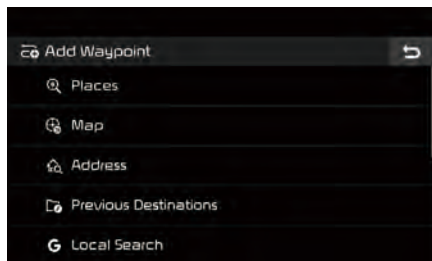 Add Waypoint
Places
Map
Address
Previous Destinations
G Local Search